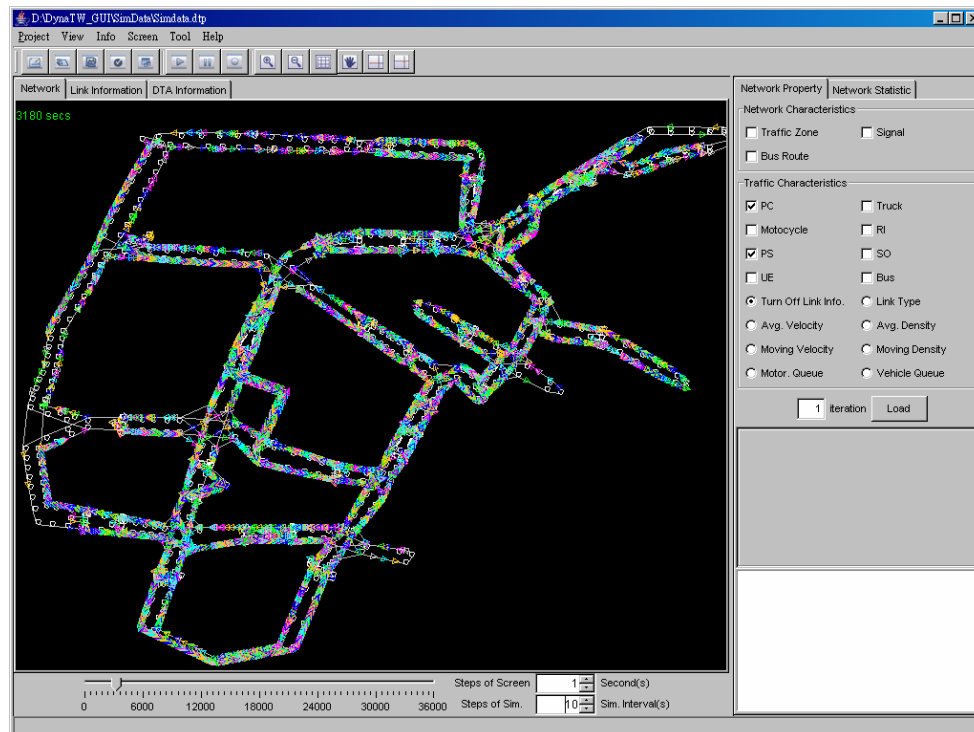 D:\DynaTW_GUI\SimData\Simdata.dtp
Project View Info Screen Tool Help
Network Link Information DTA Information
3180 secs
Network Property Network Statistic
Network Characteristics
Traffic Zone Signal
Bus Route
Traffic Characteristics
PC Truck
Motocycle RI
PS SO
UE Bus
Turn Off Link Info. Link Type
Avg. Velocity Avg. Density
Moving Velocity Moving Density
Motor. Queue Vehicle Queue
1 iteration Load
Steps of Screen 1 Second(s)
Steps of Sim. 10 Sim. Interval(s)
0 6000 12000 18000 24000 30000 36000